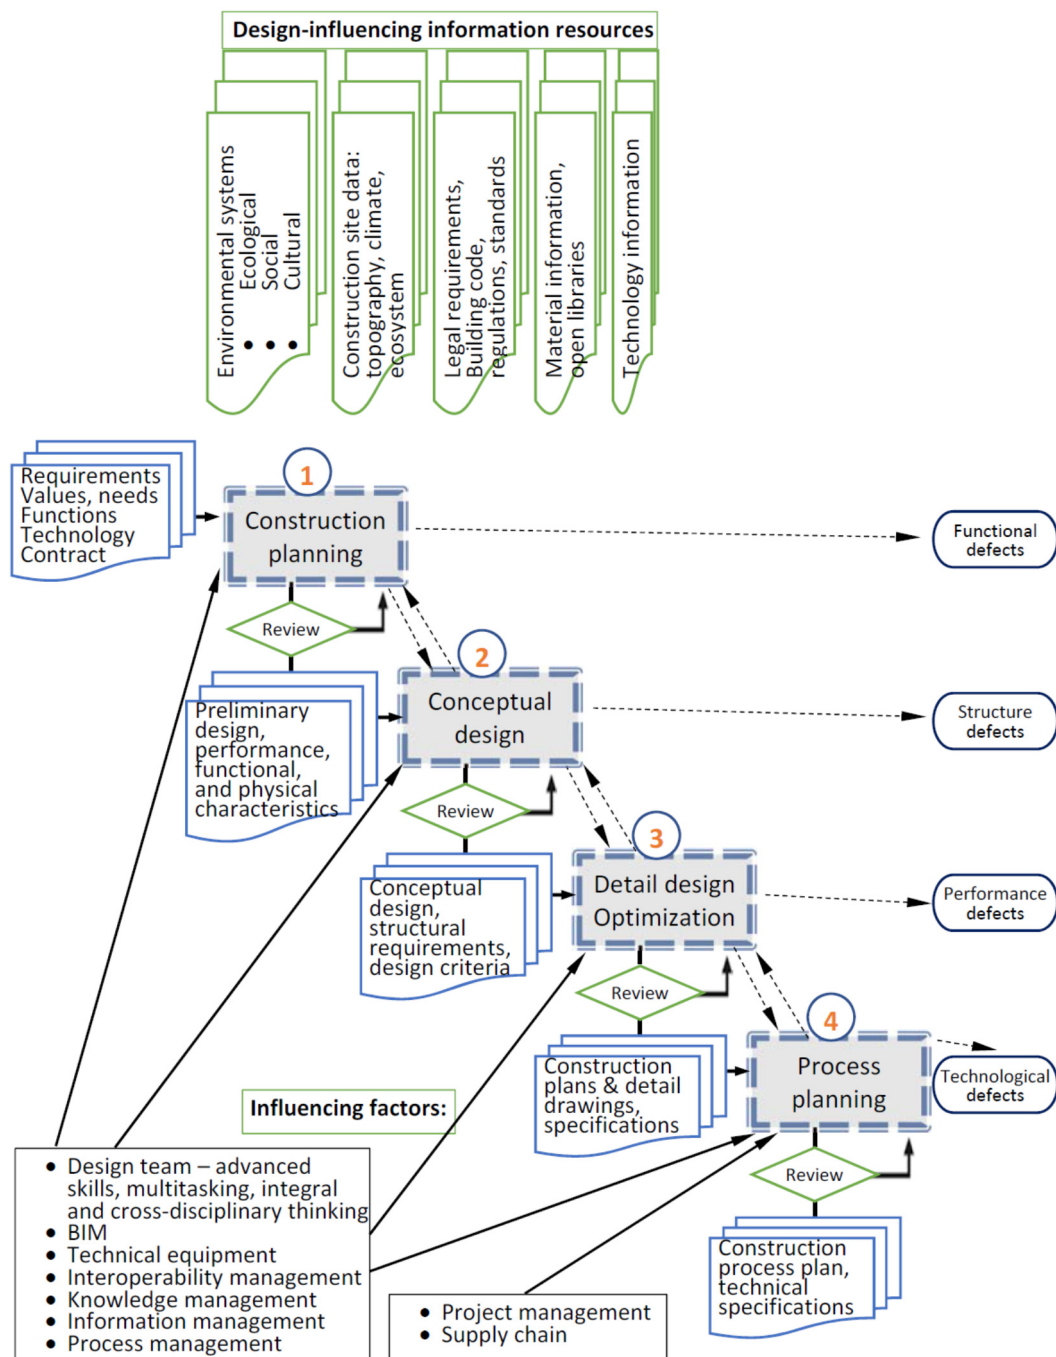 Design-influencing information resources
Environmental systems
• Ecological
• Social
• Cultural
Construction site data:
topography, climate,
ecosystem
Legal requirements,
Building code,
regulations, standards
Material information,
open libraries
Technology information
Requirements
Values, needs
Functions
Technology
Contract
1
Construction
planning
Functional
defects
Review
2
Preliminary
design,
performance,
functional,
and physical
characteristics
Conceptual
design
Structure
defects
Review
3
Conceptual
design,
structural
requirements,
design criteria
Detail design
Optimization
Performance
defects
Review
4
Construction
plans & detail
drawings,
specifications
Process
planning
Technological
defects
Review
Construction
process plan,
technical
specifications
Influencing factors:
• Design team – advanced
skills, multitasking, integral
and cross-disciplinary thinking
• BIM
• Technical equipment
• Interoperability management
• Knowledge management
• Information management
• Process management
• Project management
• Supply chain